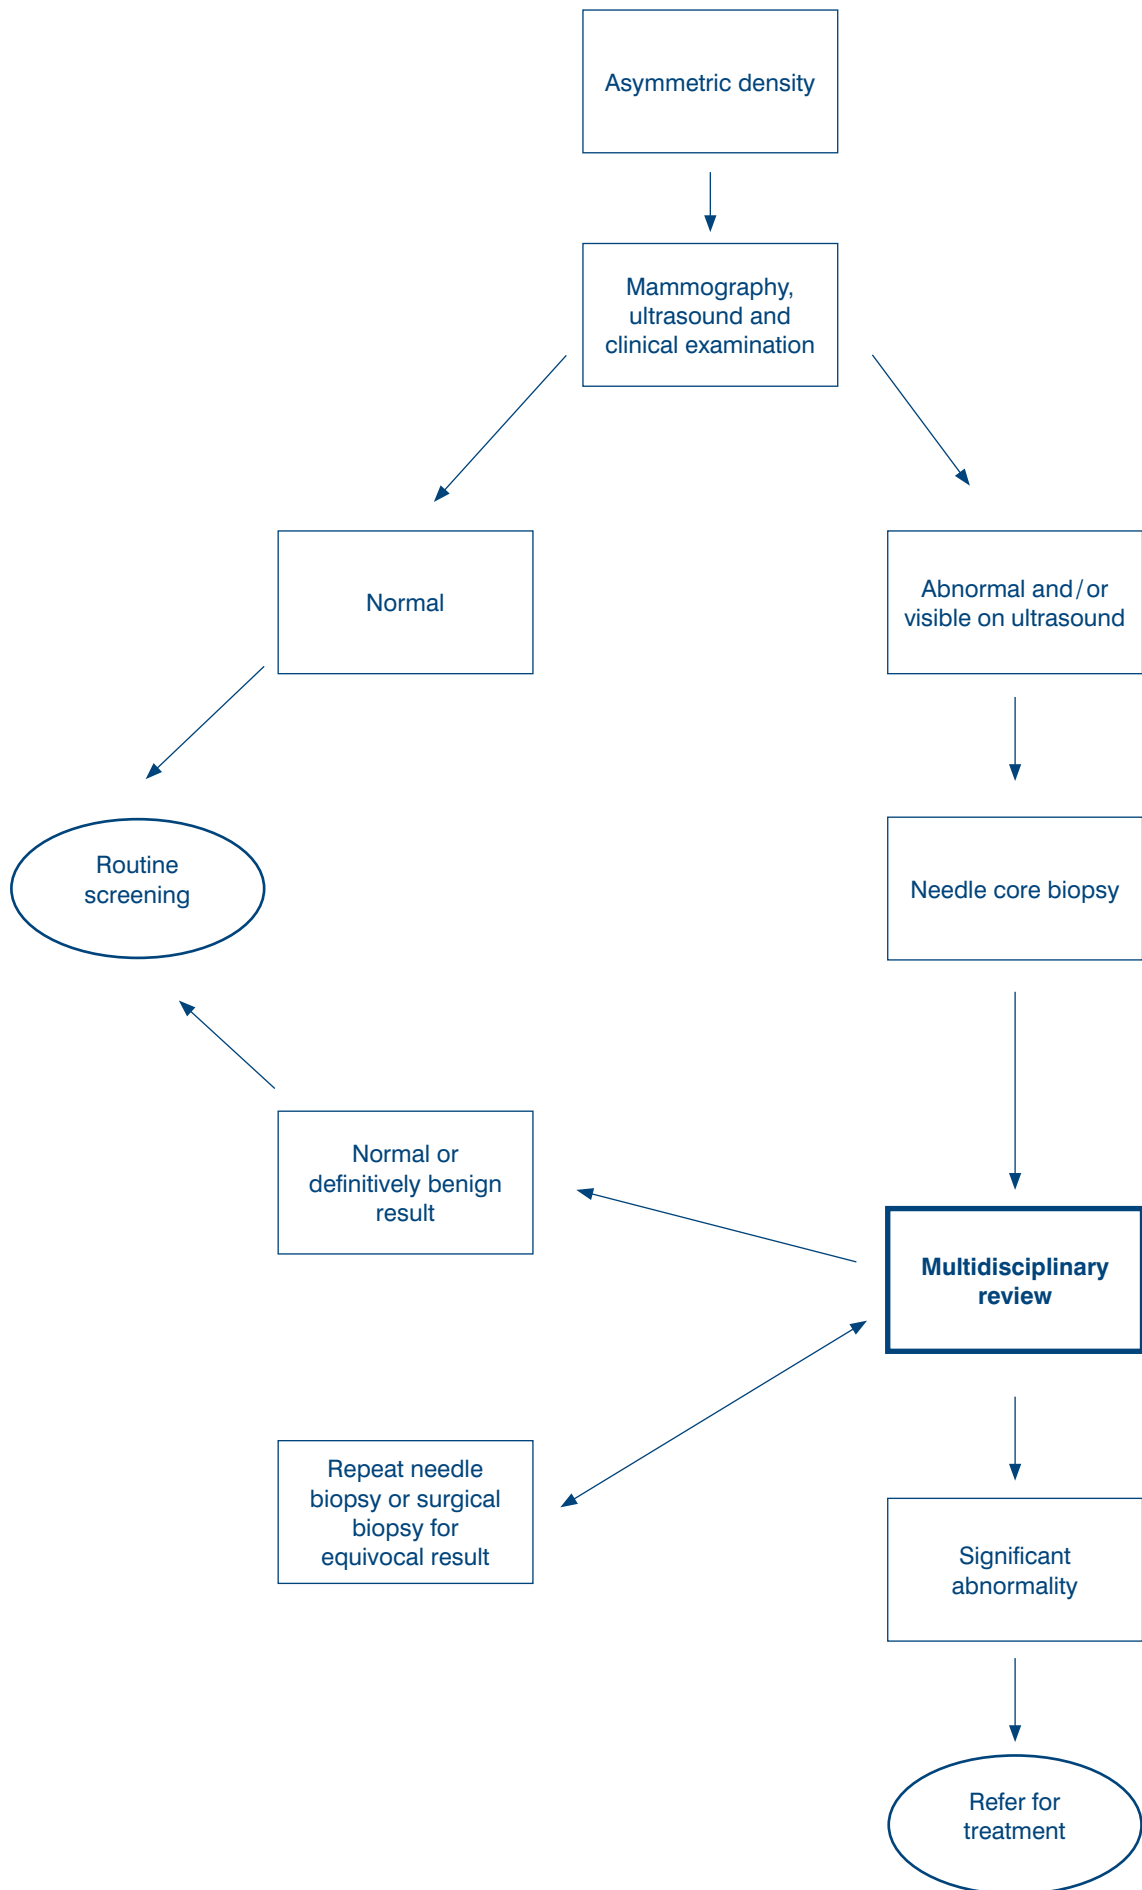 Asymmetric density
Mammography,
ultrasound and
clinical examination
Normal
Abnormal and/or
visible on ultrasound
Routine
screening
Needle core biopsy
Normal or
definitively benign
result
Multidisciplinary
review
Repeat needle
biopsy or surgical
biopsy for
equivocal result
Significant
abnormality
Refer for
treatment